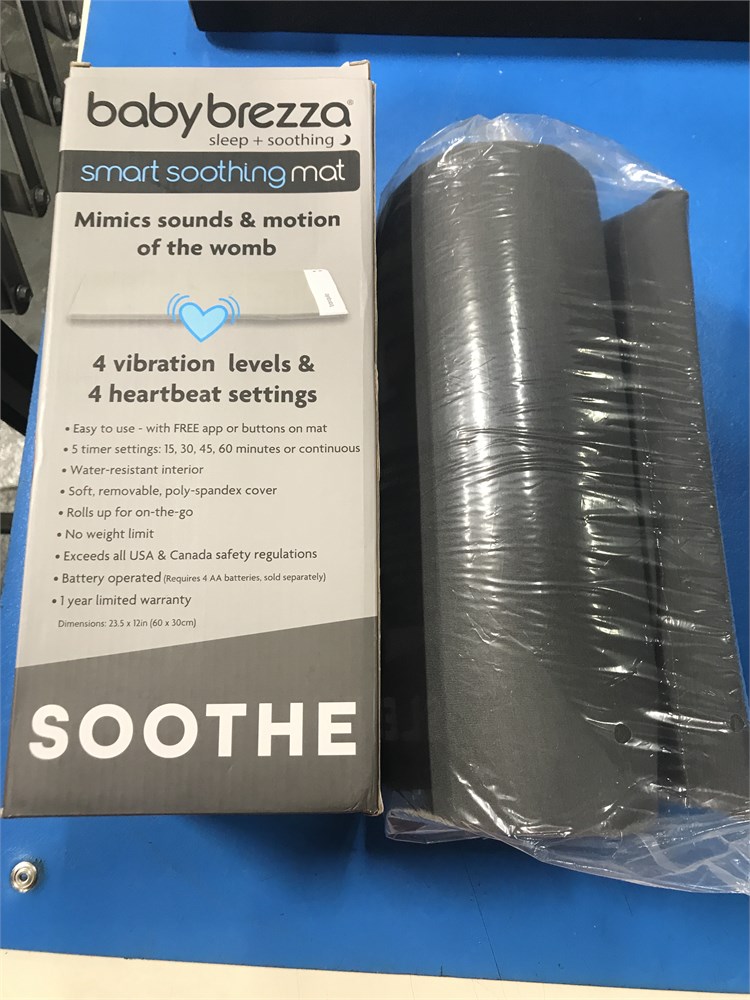 babybrezza®
sleep + soothing
smart soothing mat
Mimics sounds & motion
of the womb
4 vibration levels &
4 heartbeat settings
• Easy to use - with FREE app or buttons on mat
• 5 timer settings: 15, 30, 45, 60 minutes or continuous
• Water-resistant interior
• Soft, removable, poly-spandex cover
• Rolls up for on-the-go
• No weight limit
• Exceeds all USA & Canada safety regulations
• Battery operated (Requires 4 AA batteries, sold separately)
• 1 year limited warranty
Dimensions: 23.5 x 12in (60 x 30cm)
SOOTHE